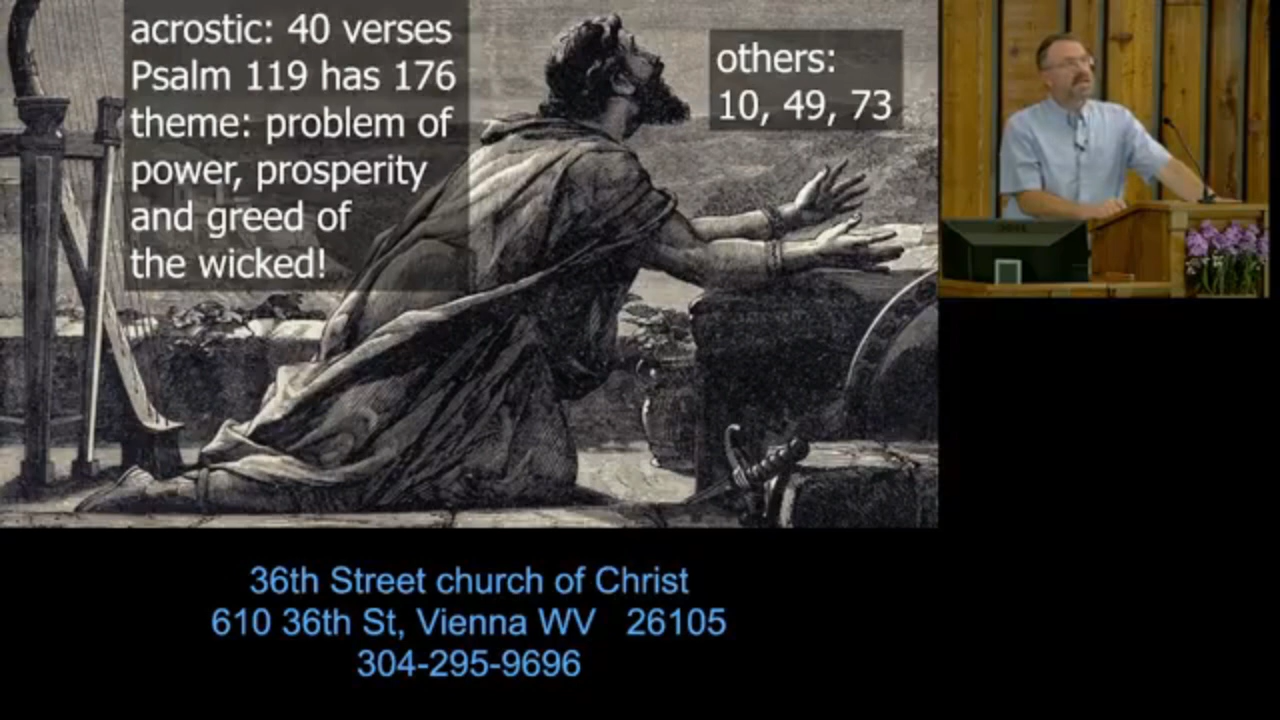 acrostic: 40 verses
Psalm 119 has 176
theme: problem of
power, prosperity
and greed of
the wicked!
others:
10, 49, 73
36th Street church of Christ
610 36th St, Vienna WV 26105
304-295-9696